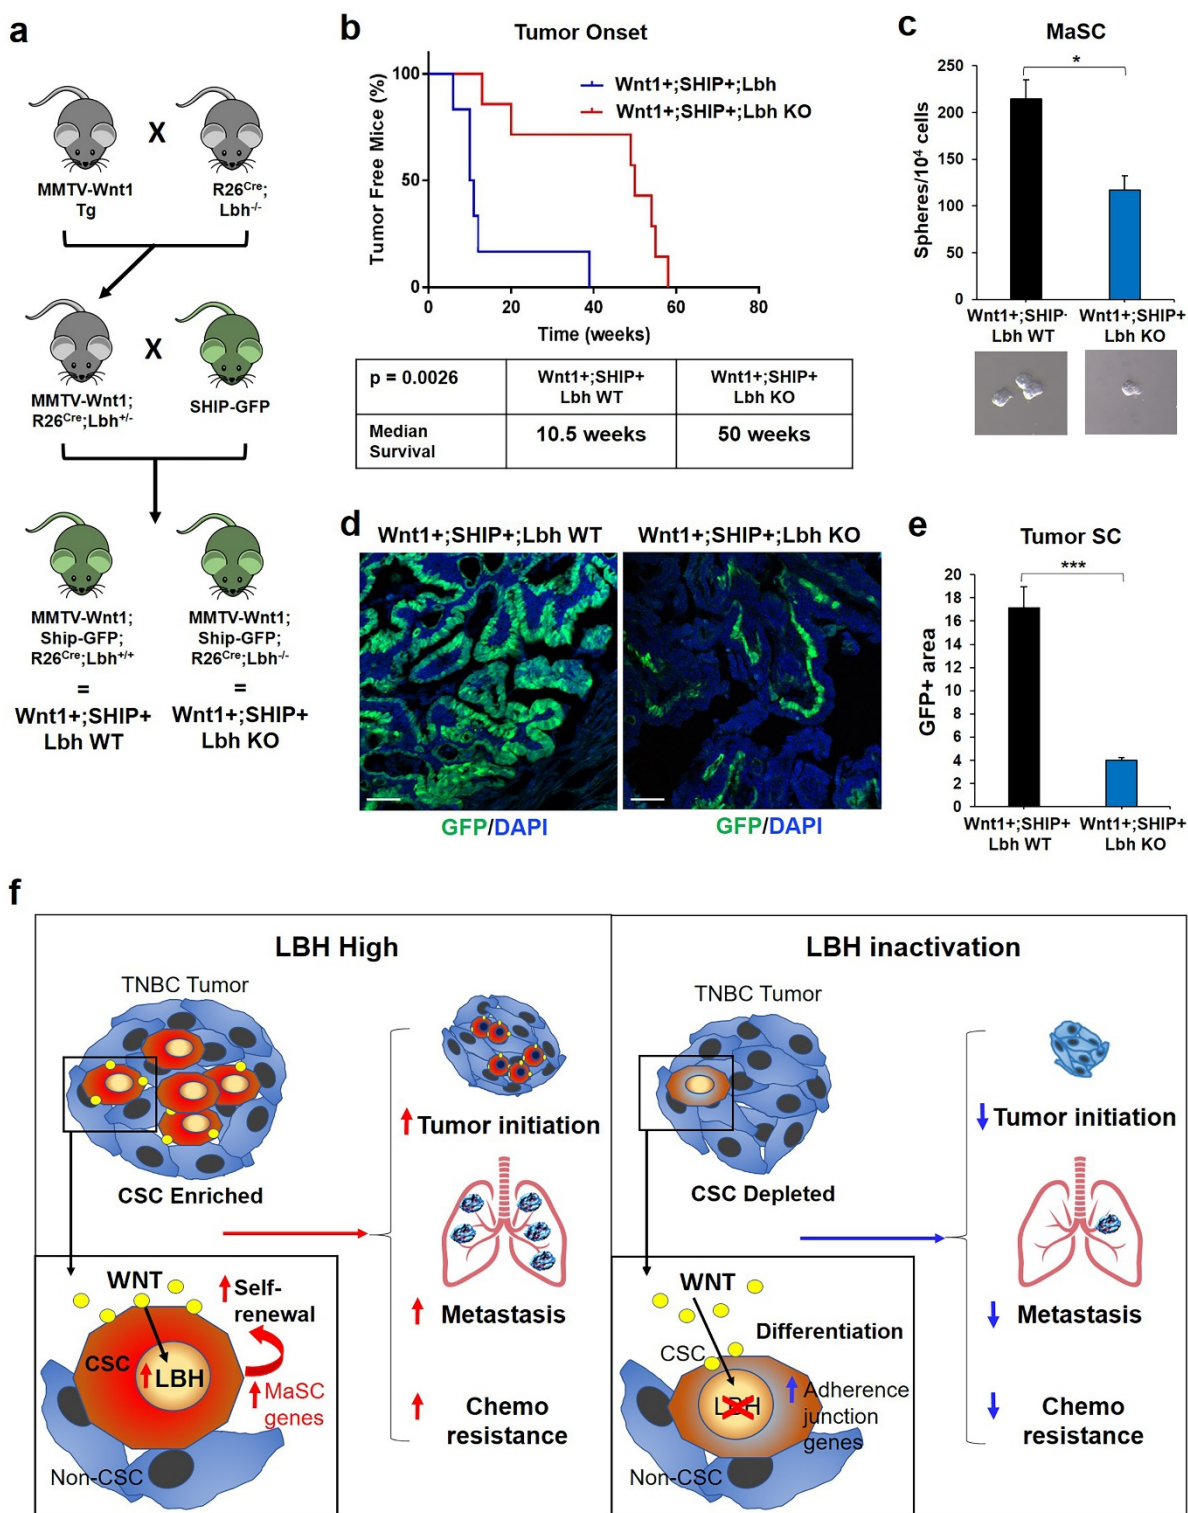 a
MMTV-Wnt1
Tg
X
R26Cre;
Lbh-/-
MMTV-Wnt1;
R26Cre;Lbh+/-
X
SHIP-GFP
MMTV-Wnt1;
Ship-GFP;
R26Cre;Lbh+/+
=
Wnt1+;SHIP+
Lbh WT
MMTV-Wnt1;
Ship-GFP;
R26Cre;Lbh-/-
=
Wnt1+;SHIP+
Lbh KO
b
Tumor Onset
Wnt1+;SHIP+;Lbh
Wnt1+;SHIP+;Lbh KO
Tumor Free Mice (%)
100
50
0
0 20 40 60 80
Time (weeks)
p = 0.0026
Wnt1+;SHIP+
Lbh WT
Wnt1+;SHIP+
Lbh KO
Median
Survival
10.5 weeks
50 weeks
c
MaSC
*
Spheres/10⁴ cells
250
200
150
100
50
0
Wnt1+;SHIP+
Lbh WT
Wnt1+;SHIP+
Lbh KO
d
Wnt1+;SHIP+;Lbh WT
Wnt1+;SHIP+;Lbh KO
GFP/DAPI
GFP/DAPI
e
Tumor SC
***
GFP+ area
20
18
16
14
12
10
8
6
4
2
0
Wnt1+;SHIP+
Lbh WT
Wnt1+;SHIP+
Lbh KO
f
LBH High
TNBC Tumor
CSC Enriched
Tumor initiation
Metastasis
Chemo
resistance
WNT
Self-
renewal
CSC
LBH
MaSC
genes
Non-CSC
LBH inactivation
TNBC Tumor
CSC Depleted
Tumor initiation
Metastasis
Chemo
resistance
WNT
Differentiation
CSC
LBH
Adherence
junction
genes
Non-CSC